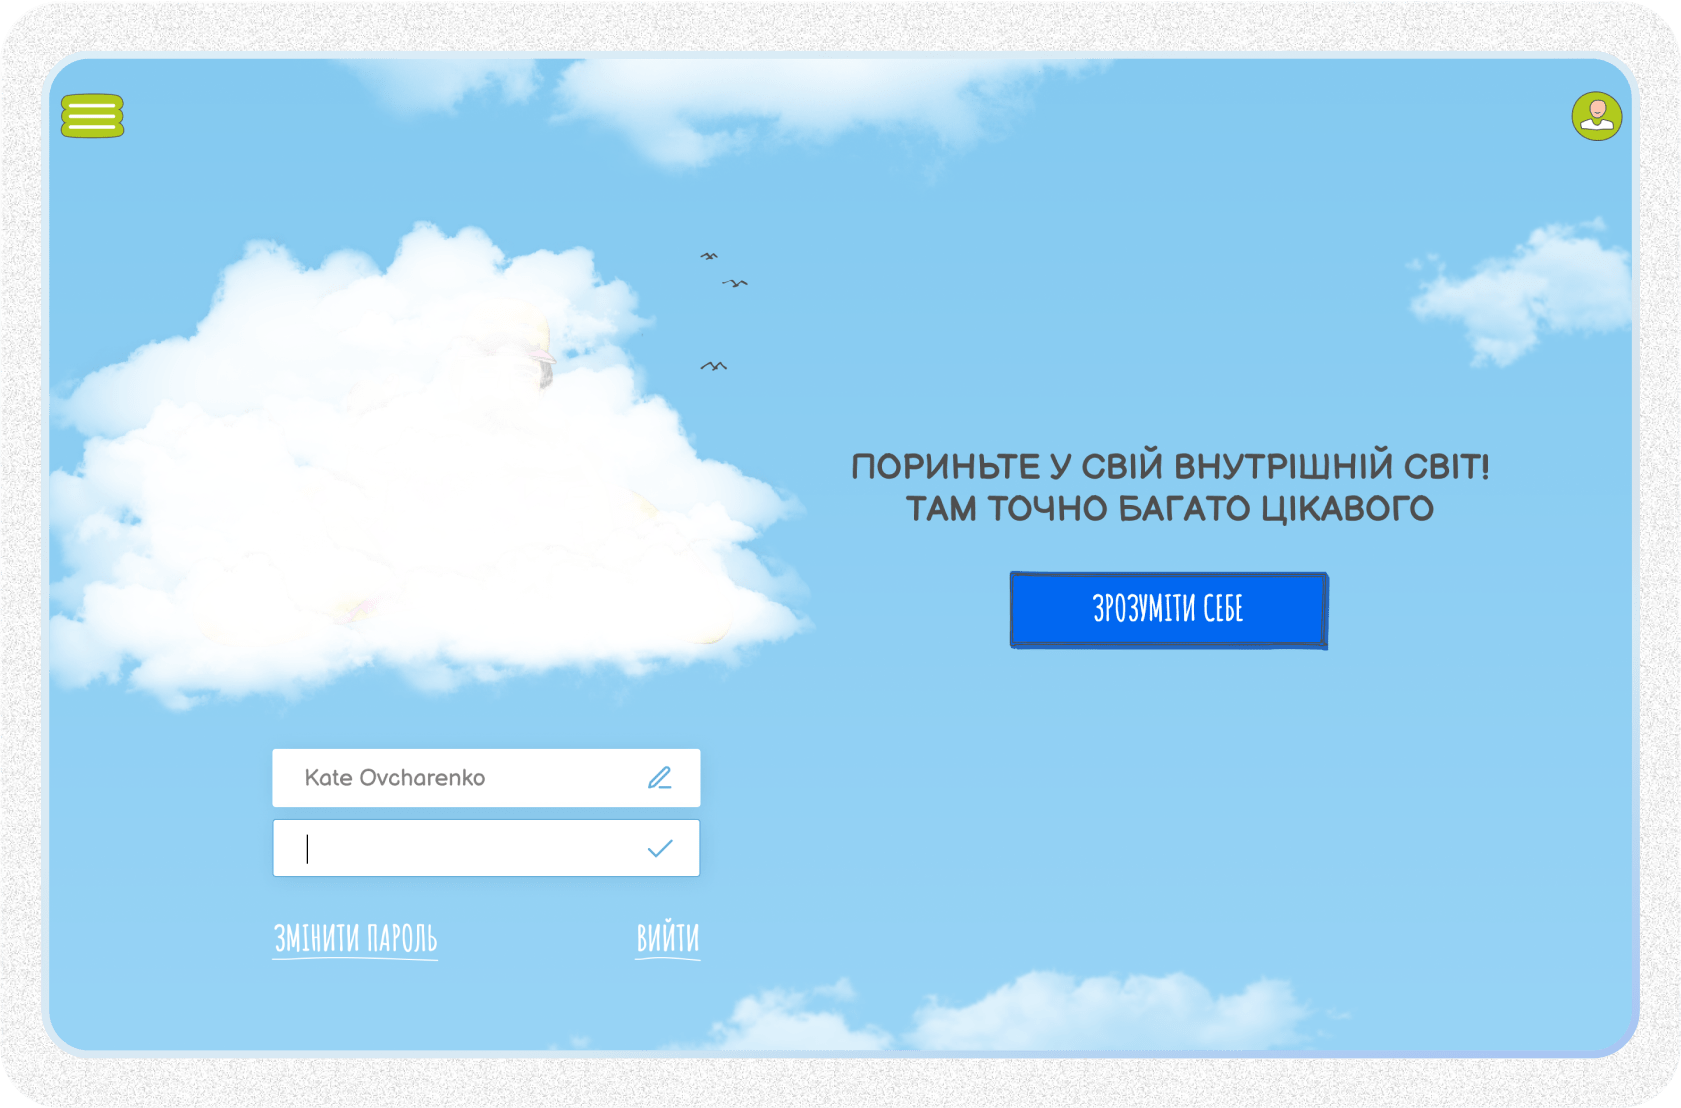 ПОРИНЬТЕ У СВІЙ ВНУТРІШНІЙ СВІТ!
ТАМ ТОЧНО БАГАТО ЦІКАВОГО
ЗРОЗУМІТИ СЕБЕ
Kate Ovcharenko
ЗМІНИТИ ПАРОЛЬ
ВИЙТИ